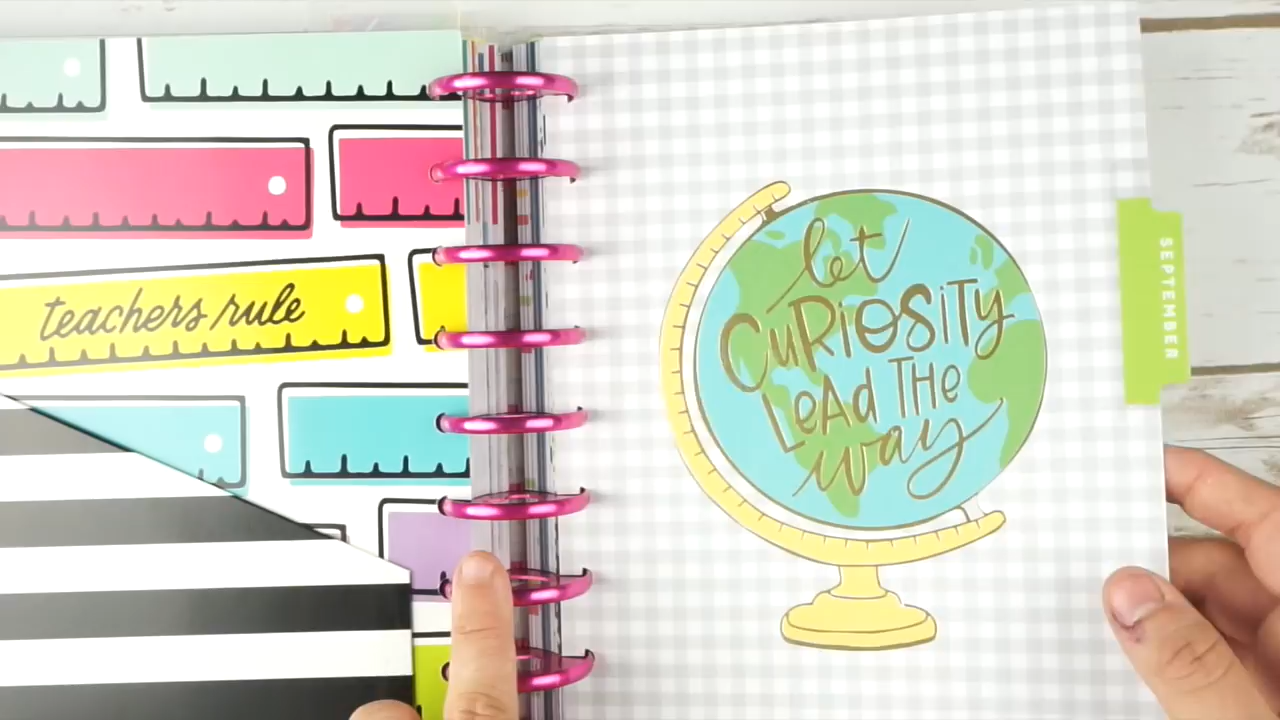 teachers rule
let
CURIOSITY
LEAD THE
way
SEPTEMBER